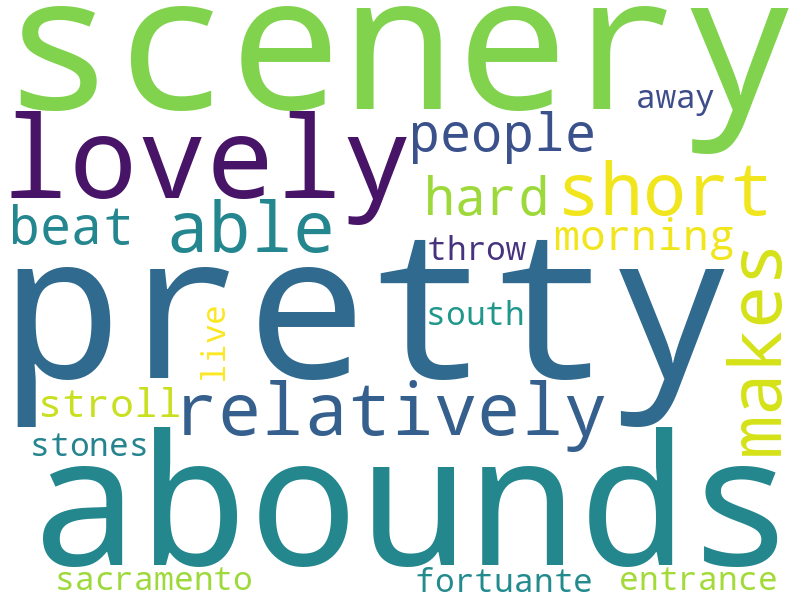 scenery
away
lovely
people
hard
short
beat
able
morning
throw
pretty
makes
south
live
relatively
stroll
stones
abounds
sacramento
fortuante
entrance